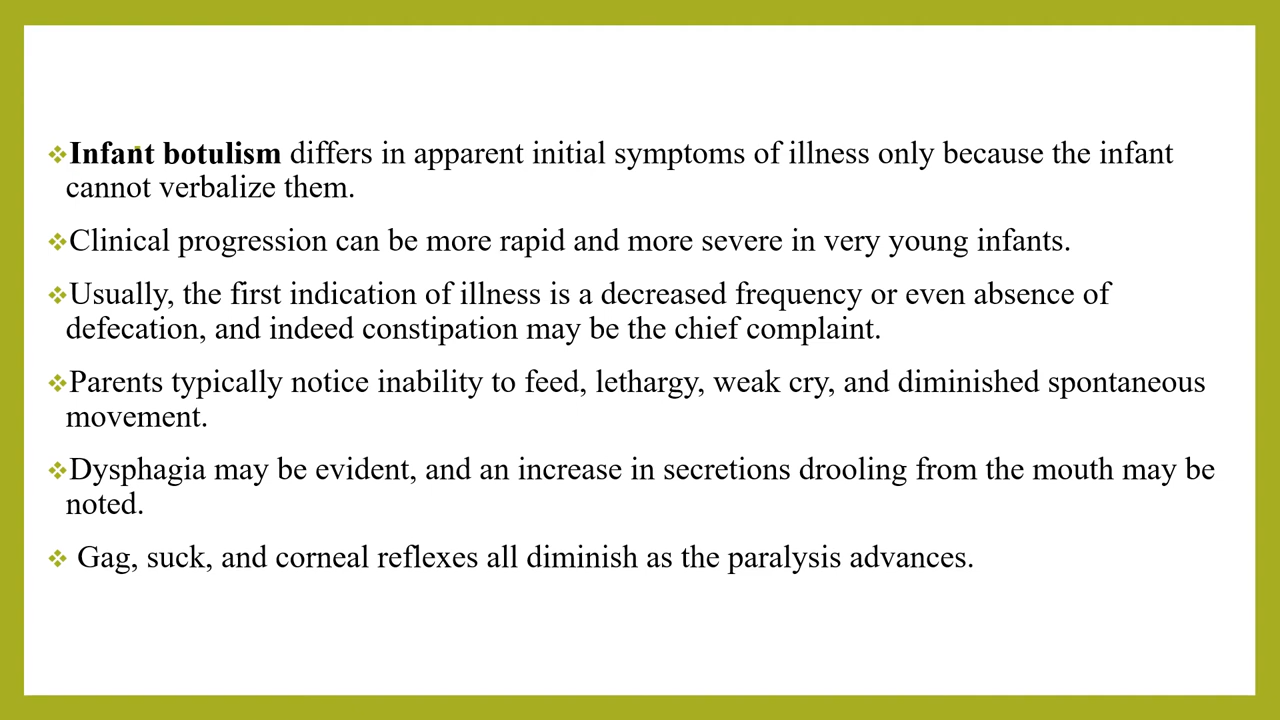 ❖Infant botulism differs in apparent initial symptoms of illness only because the infant
cannot verbalize them.
❖Clinical progression can be more rapid and more severe in very young infants.
❖Usually, the first indication of illness is a decreased frequency or even absence of
defecation, and indeed constipation may be the chief complaint.
❖Parents typically notice inability to feed, lethargy, weak cry, and diminished spontaneous
movement.
❖Dysphagia may be evident, and an increase in secretions drooling from the mouth may be
noted.
❖ Gag, suck, and corneal reflexes all diminish as the paralysis advances.